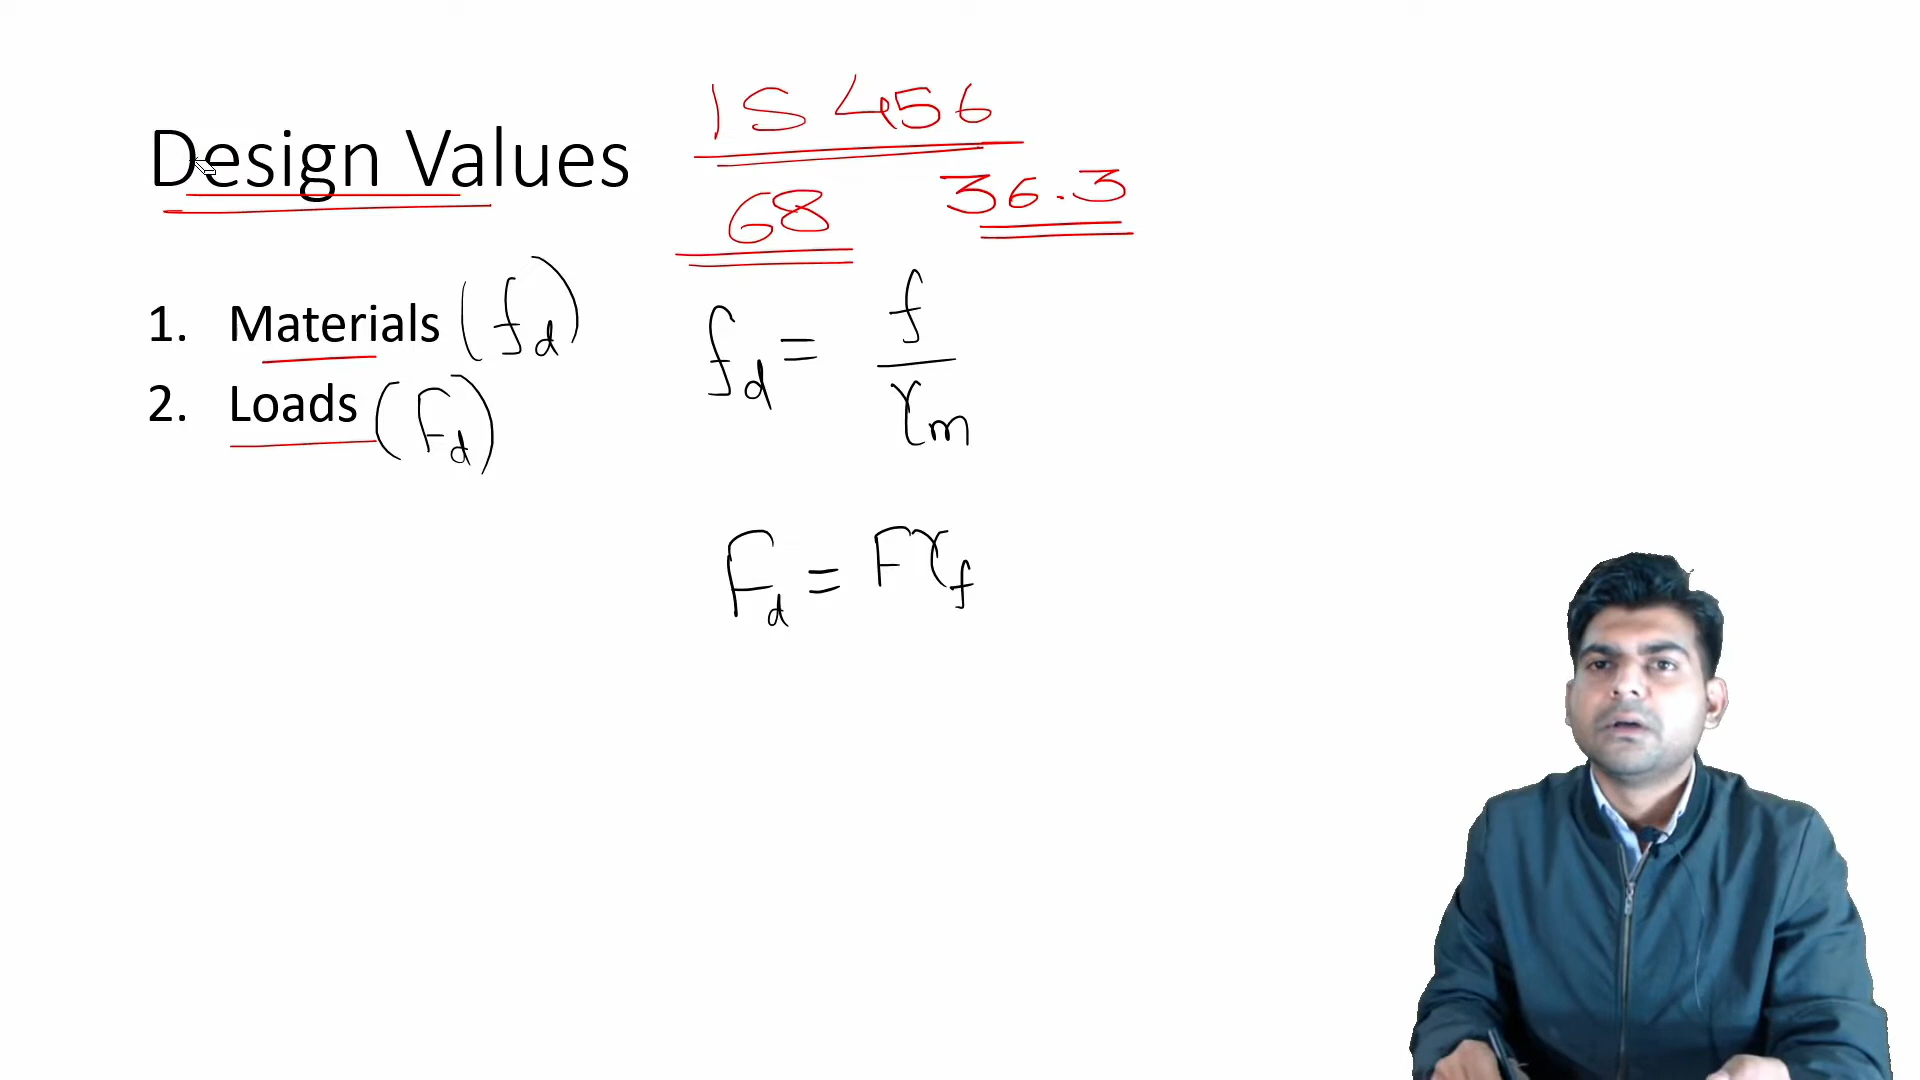 IS 456
Design Values
68 36.3
1. Materials (fd)
2. Loads (Fd)
fd = f / γm
Fd = Fγf